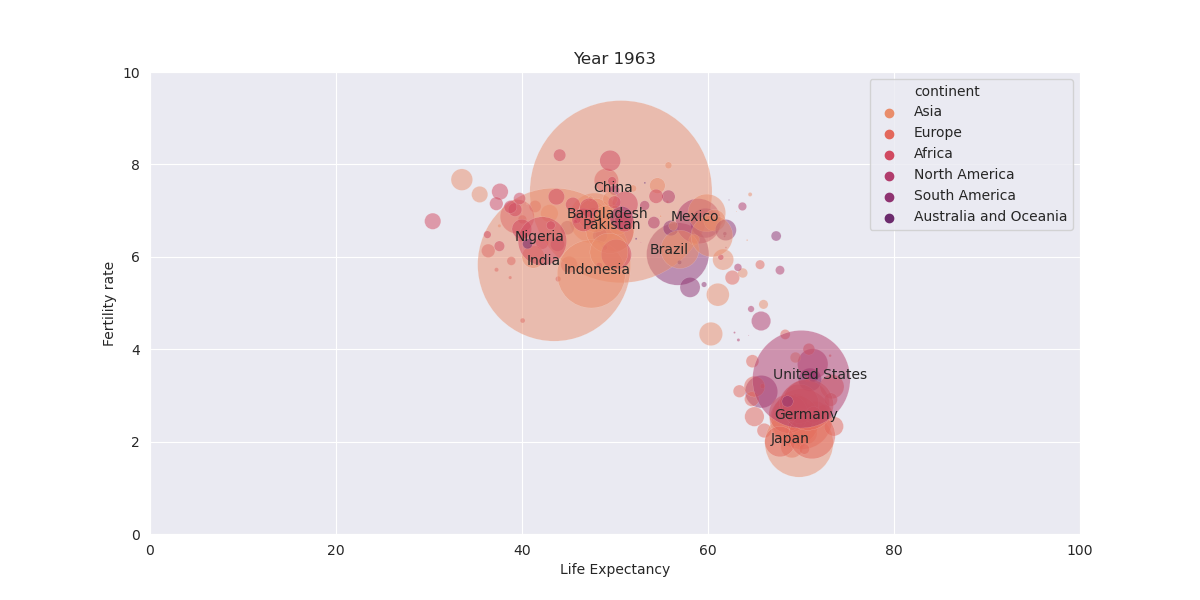 Year 1963
10
8
6
4
2
0
0
20
40
60
80
100
Fertility rate
Life Expectancy
continent
Asia
Europe
Africa
North America
South America
Australia and Oceania
China
Bangladesh
Pakistan
Mexico
Nigeria
Brazil
India
Indonesia
United States
Germany
Japan